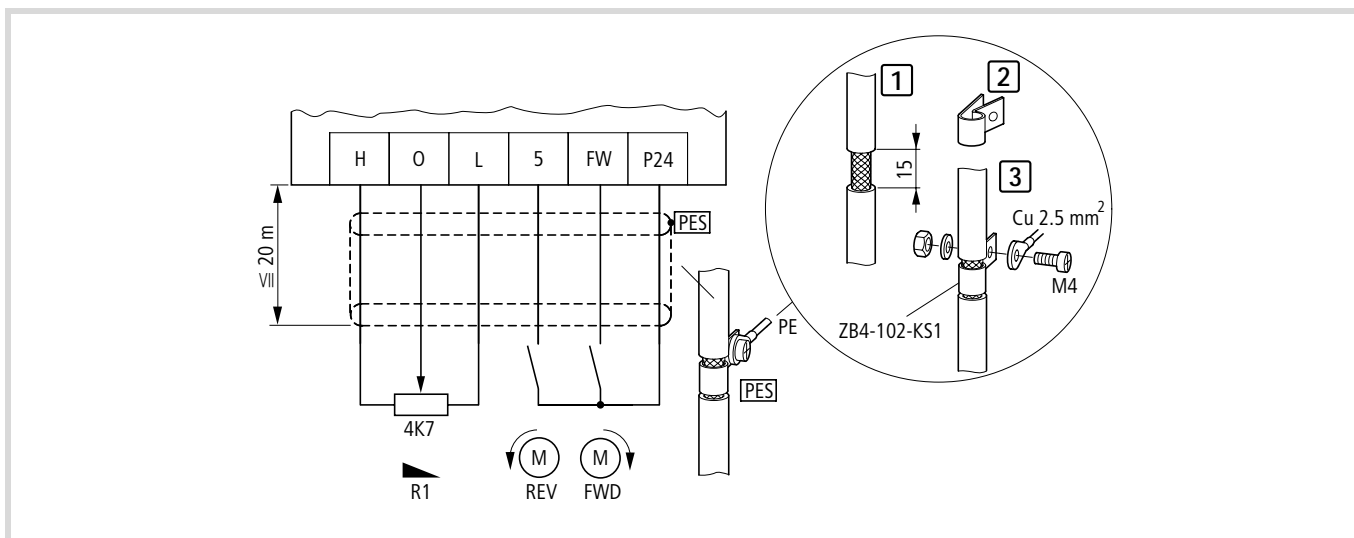 H O L 5 FW P24
≤ 20 m
PES
4K7
R1
M
REV
M
FWD
PE
PES
1
2
15
3
Cu 2.5 mm²
M4
ZB4-102-KS1